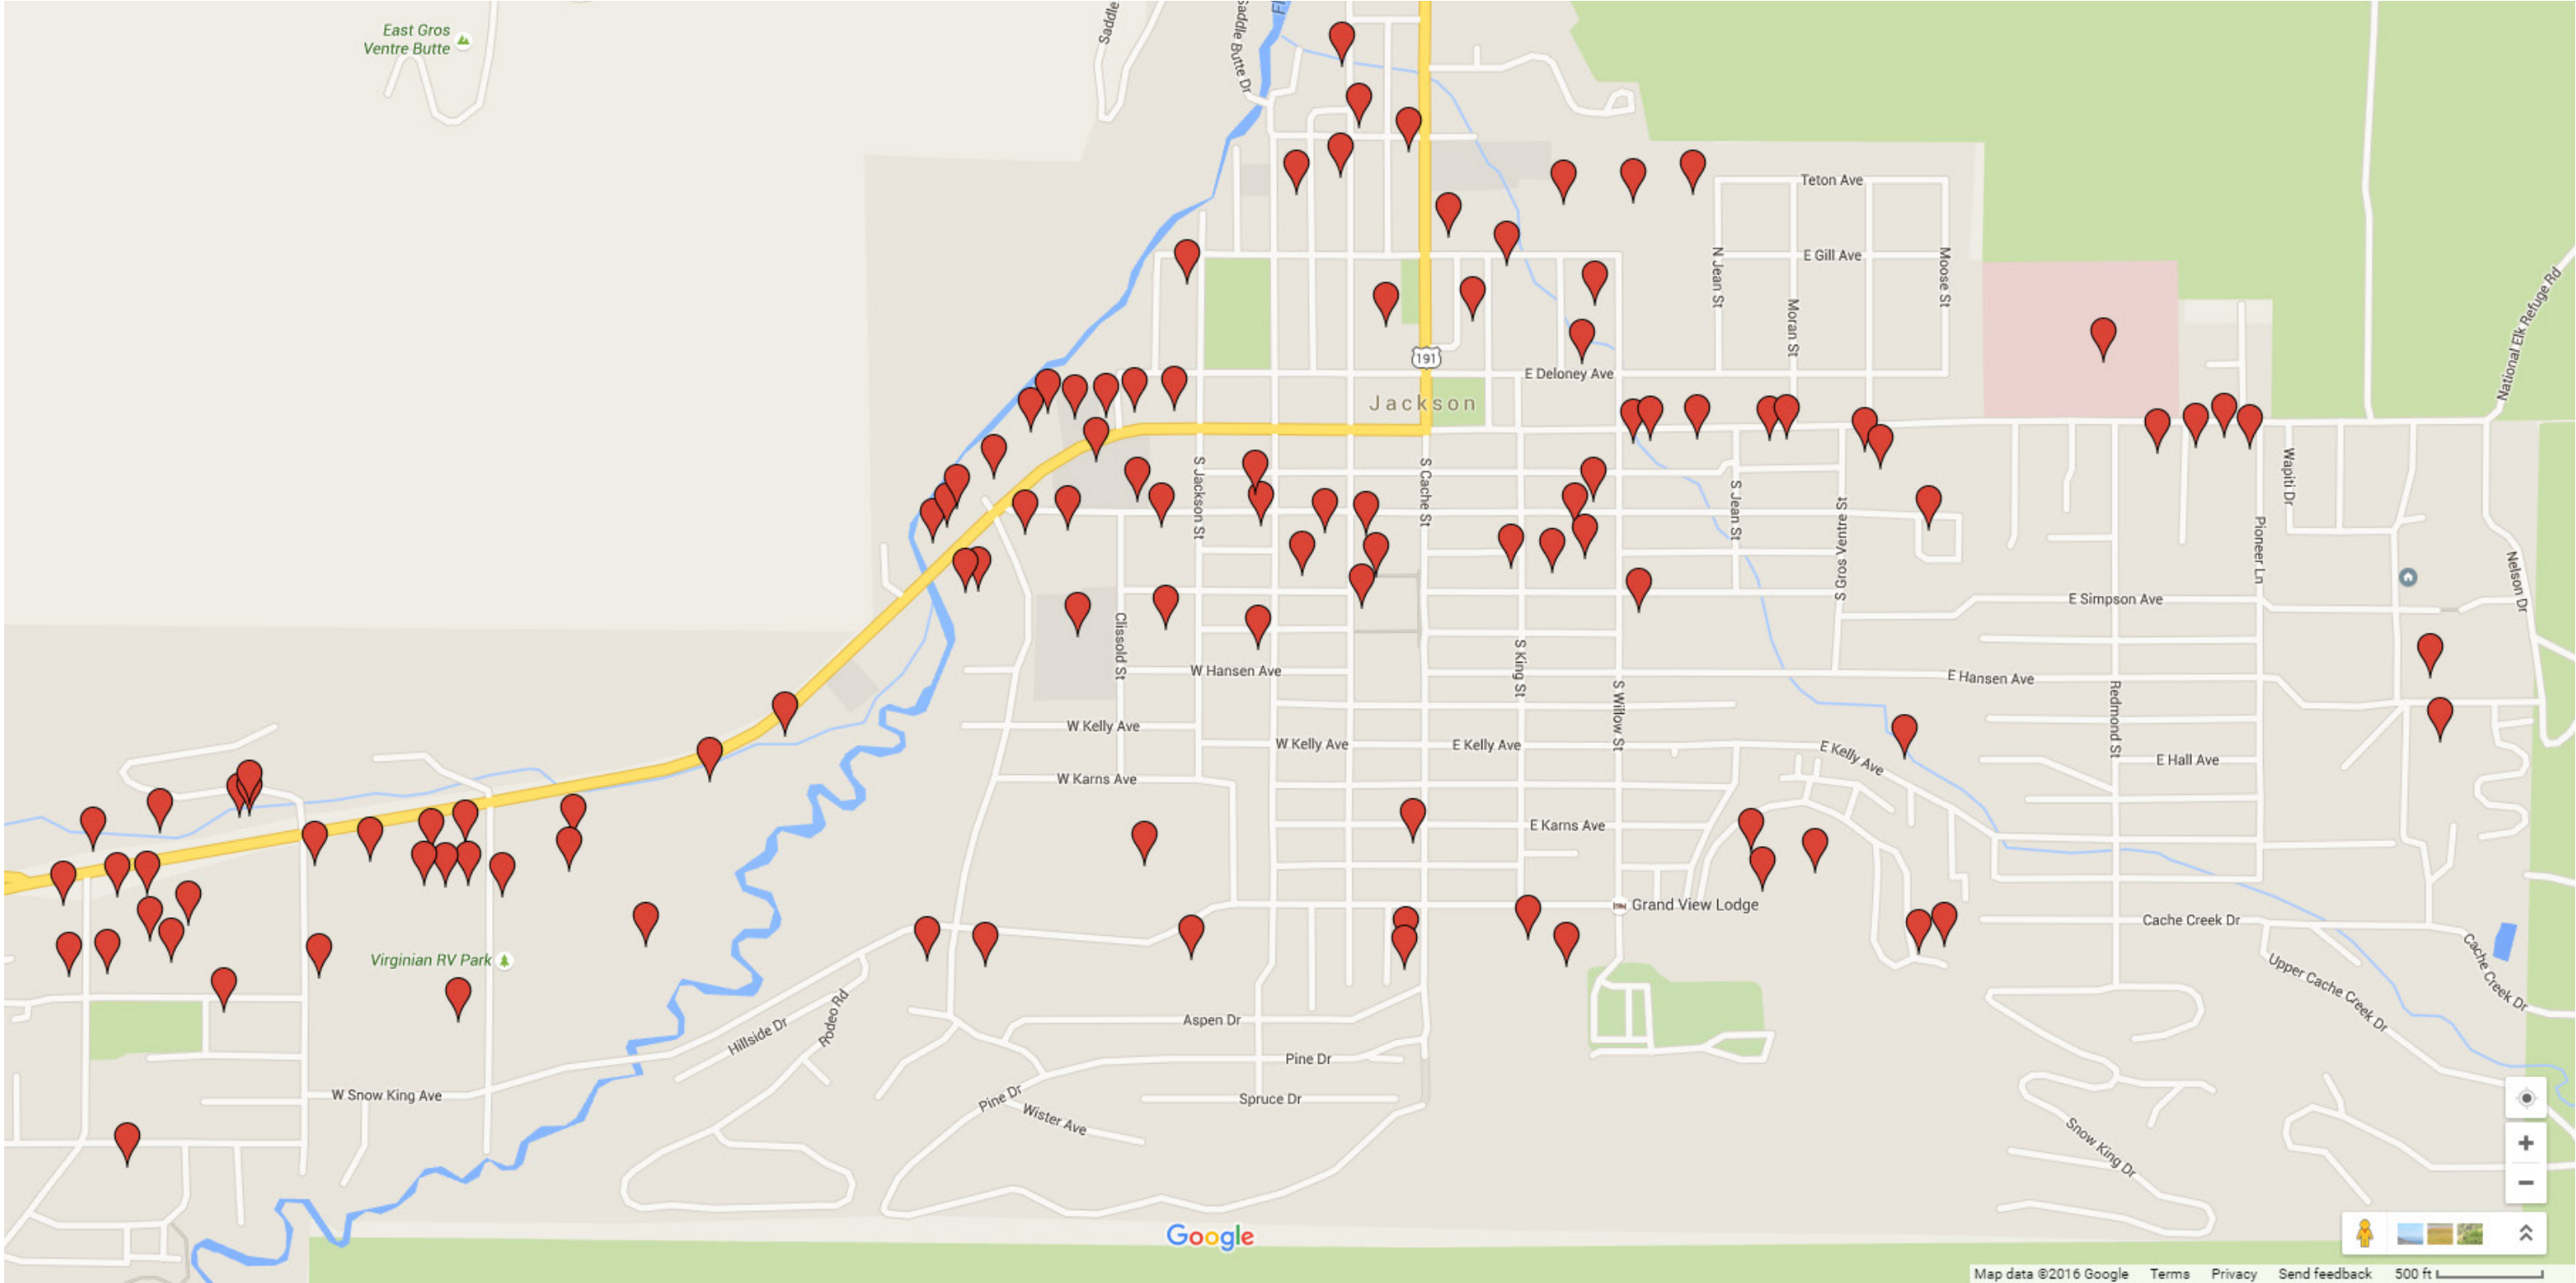 East Gros
Ventre Butte
Saddle
Saddle Butte Dr
Fl
Teton Ave
N Jean St
E Gill Ave
Moose St
Moran St
National Elk Refuge Rd
191
E Deloney Ave
Jackson
S Jackson St
S Cache St
S Jean St
S Gros Ventre St
Wapiti Dr
Pioneer Ln
Nelson Dr
E Simpson Ave
Clissold St
S King St
W Hansen Ave
E Hansen Ave
S Willow St
Redmond St
W Kelly Ave
W Kelly Ave
E Kelly Ave
E Kelly Ave
E Hall Ave
W Karns Ave
E Karns Ave
Grand View Lodge
Cache Creek Dr
Virginian RV Park
Upper Cache Creek Dr
Cache Creek Dr
Hillside Dr
Rodeo Rd
Aspen Dr
Pine Dr
W Snow King Ave
Pine Dr
Spruce Dr
Wister Ave
Snow King Dr
Google
Map data ©2016 Google Terms Privacy Send feedback 500 ft